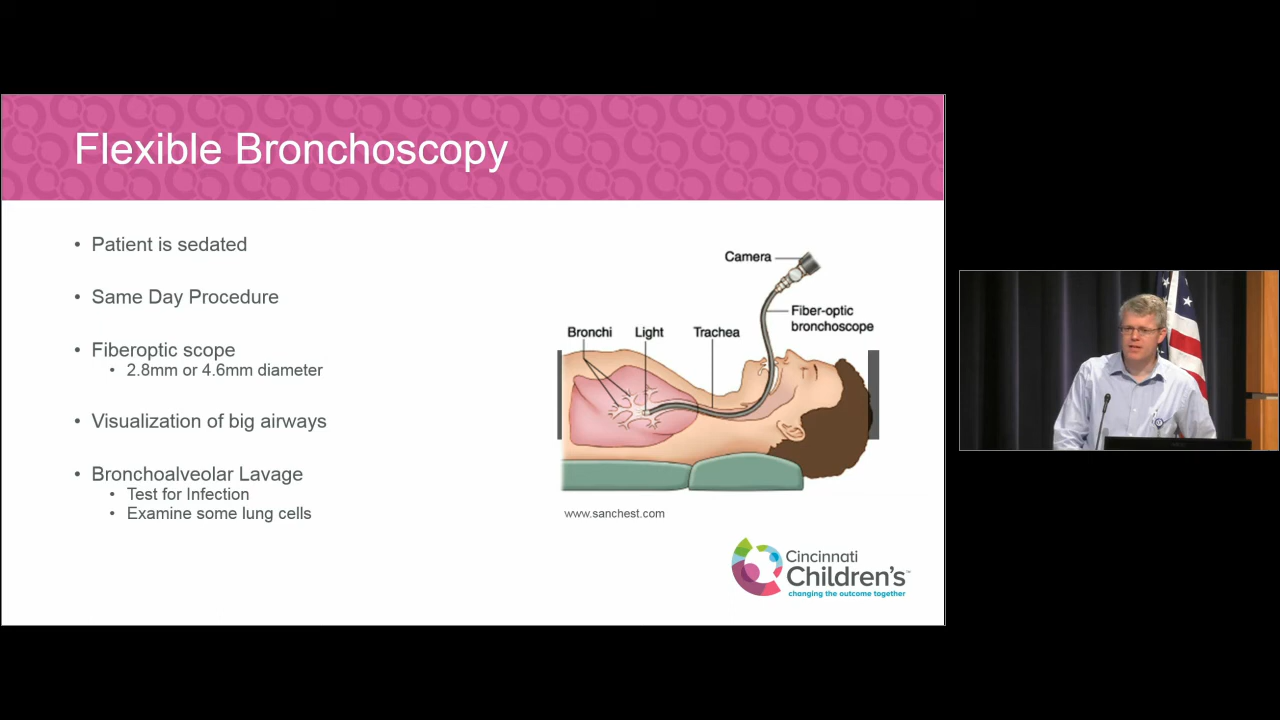 Flexible Bronchoscopy
• Patient is sedated
• Same Day Procedure
• Fiberoptic scope
• 2.8mm or 4.6mm diameter
• Visualization of big airways
• Bronchoalveolar Lavage
• Test for Infection
• Examine some lung cells
Camera
Fiber-optic
bronchoscope
Bronchi Light Trachea
www.sanchest.com
Cincinnati
Children's™
changing the outcome together